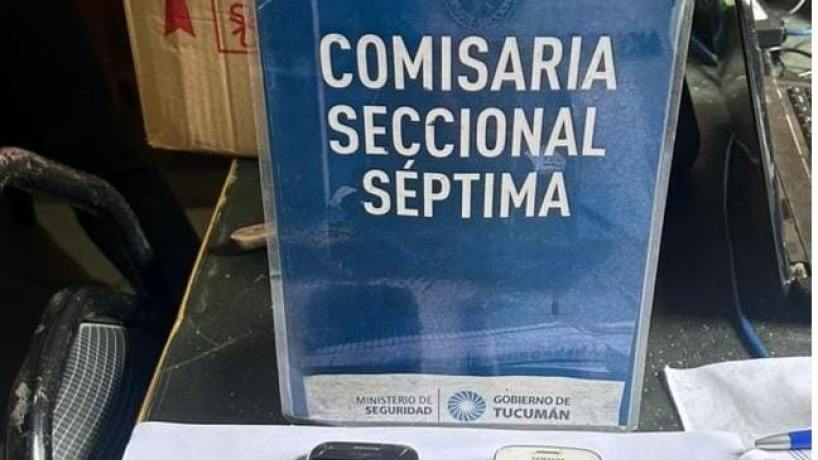 COMISARIA
SECCIONAL
SÉPTIMA
MINISTERIO DE
SEGURIDAD
GOBIERNO DE
TUCUMÁN